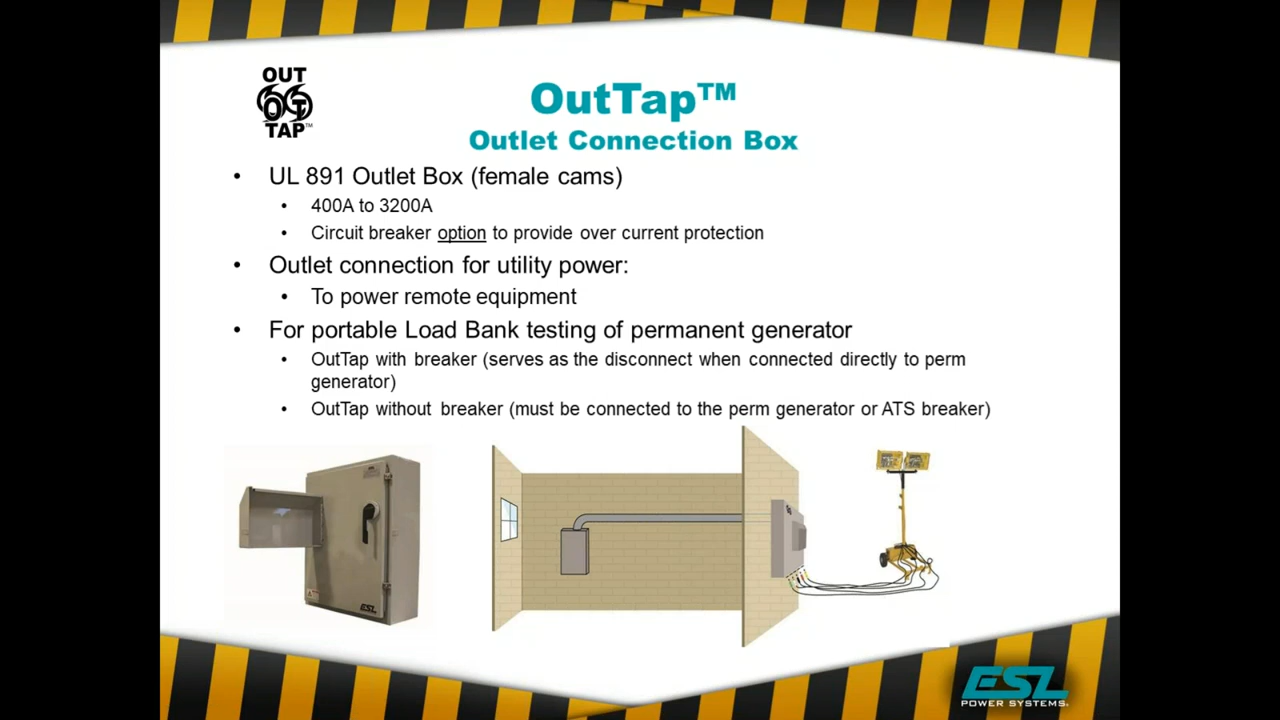 OUT
TAP™
OutTap™
Outlet Connection Box
• UL 891 Outlet Box (female cams)
• 400A to 3200A
• Circuit breaker option to provide over current protection
• Outlet connection for utility power:
• To power remote equipment
• For portable Load Bank testing of permanent generator
• OutTap with breaker (serves as the disconnect when connected directly to perm
generator)
• OutTap without breaker (must be connected to the perm generator or ATS breaker)
ESL
ESL
POWER SYSTEMS.